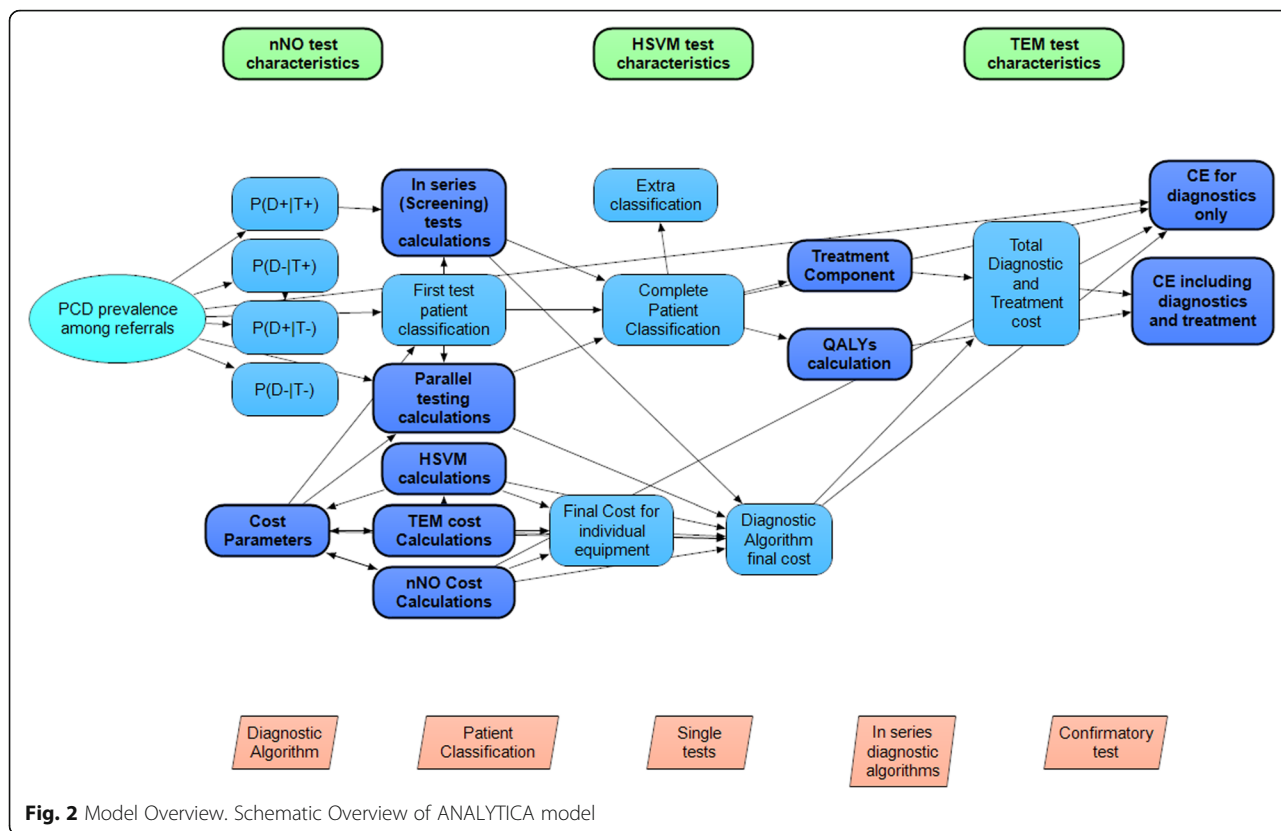 nNO test
characteristics
HSVM test
characteristics
TEM test
characteristics
P(D+|T+)
P(D-|T+)
P(D+|T-)
P(D-|T-)
PCD prevalence
among referrals
In series
(Screening)
tests
calculations
First test
patient
classification
Parallel
testing
calculations
HSVM
calculations
TEM cost
Calculations
nNO Cost
Calculations
Cost
Parameters
Extra
classification
Complete
Patient
Classification
Final Cost for
individual
equipment
Treatment
Component
QALYs
calculation
Diagnostic
Algorithm
final cost
Total
Diagnostic
and
Treatment
cost
CE for
diagnostics
only
CE including
diagnostics
and treatment
Diagnostic
Algorithm
Patient
Classification
Single
tests
In series
diagnostic
algorithms
Confirmatory
test
Fig. 2 Model Overview. Schematic Overview of ANALYTICA model